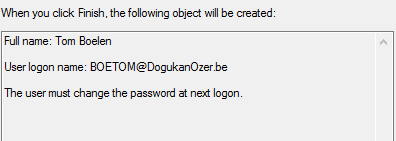 When you click Finish, the following object will be created:
Full name: Tom Boelen
User logon name: BOETOM@DogukanOzer.be
The user must change the password at next logon.